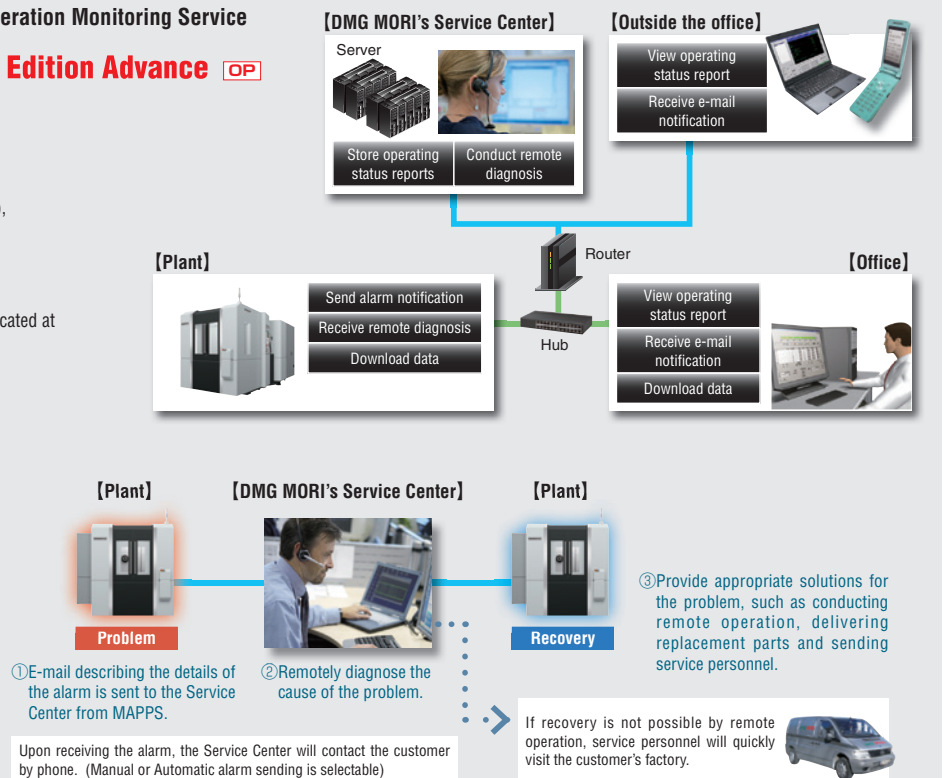 eration Monitoring Service
Edition Advance OP
,
cated at
【DMG MORI's Service Center】
Server
Store operating
status reports
Conduct remote
diagnosis
【Outside the office】
View operating
status report
Receive e-mail
notification
Router
【Plant】
Send alarm notification
Receive remote diagnosis
Download data
Hub
【Office】
View operating
status report
Receive e-mail
notification
Download data
【Plant】
Problem
①E-mail describing the details of
the alarm is sent to the Service
Center from MAPPS.
【DMG MORI's Service Center】
②Remotely diagnose the
cause of the problem.
【Plant】
Recovery
③Provide appropriate solutions for
the problem, such as conducting
remote operation, delivering
replacement parts and sending
service personnel.
Upon receiving the alarm, the Service Center will contact the customer
by phone. (Manual or Automatic alarm sending is selectable)
If recovery is not possible by remote
operation, service personnel will quickly
visit the customer's factory.